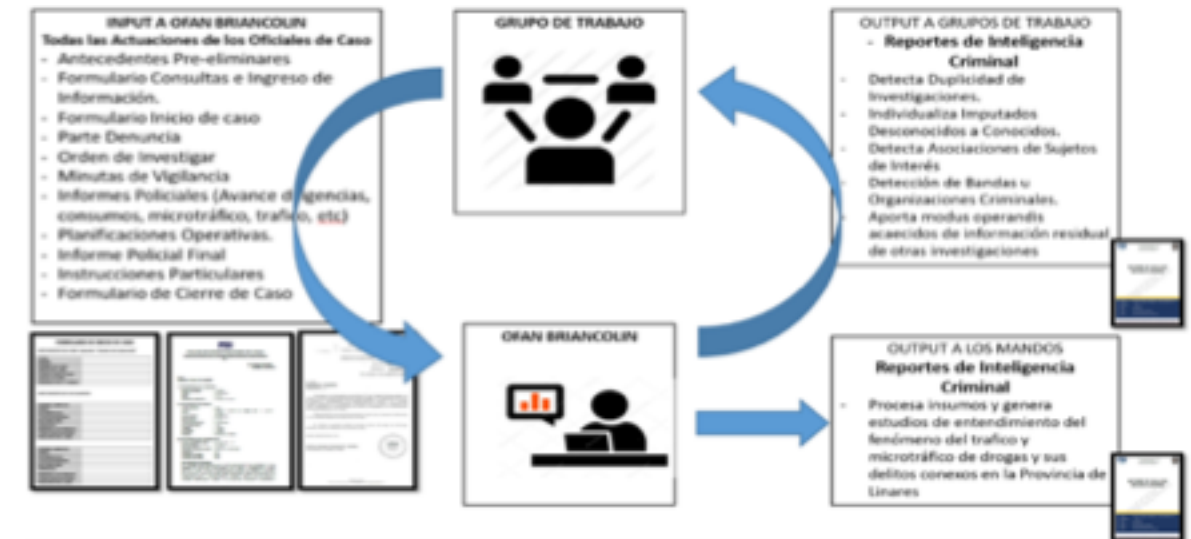 INPUT A OFAN BRIANCOLIN
Todas las Actuaciones de los Oficiales de Caso
- Antecedentes Pre-eliminares
- Formulario Consultas e Ingreso de
Información.
- Formulario Inicio de caso
- Parte Denuncia
- Orden de Investigar
- Minutas de Vigilancia
- Informes Policiales (Avance diligencias,
consumos, microtráfico, trafico, etc)
- Planificaciones Operativas.
- Informe Policial Final
- Instrucciones Particulares
- Formulario de Cierre de Caso
GRUPO DE TRABAJO
OFAN BRIANCOLIN
OUTPUT A GRUPOS DE TRABAJO
- Reportes de Inteligencia
Criminal
- Detecta Duplicidad de
Investigaciones.
- Individualiza Imputados
Desconocidos a Conocidos.
- Detecta Asociaciones de Sujetos
de Interés
- Detección de Bandas u
Organizaciones Criminales.
- Aporta modus operandis
acaecidos de información residual
de otras investigaciones
OUTPUT A LOS MANDOS
Reportes de Inteligencia
Criminal
- Procesa insumos y genera
estudios de entendimiento del
fenómeno del trafico y
microtráfico de drogas y sus
delitos conexos en la Provincia de
Linares